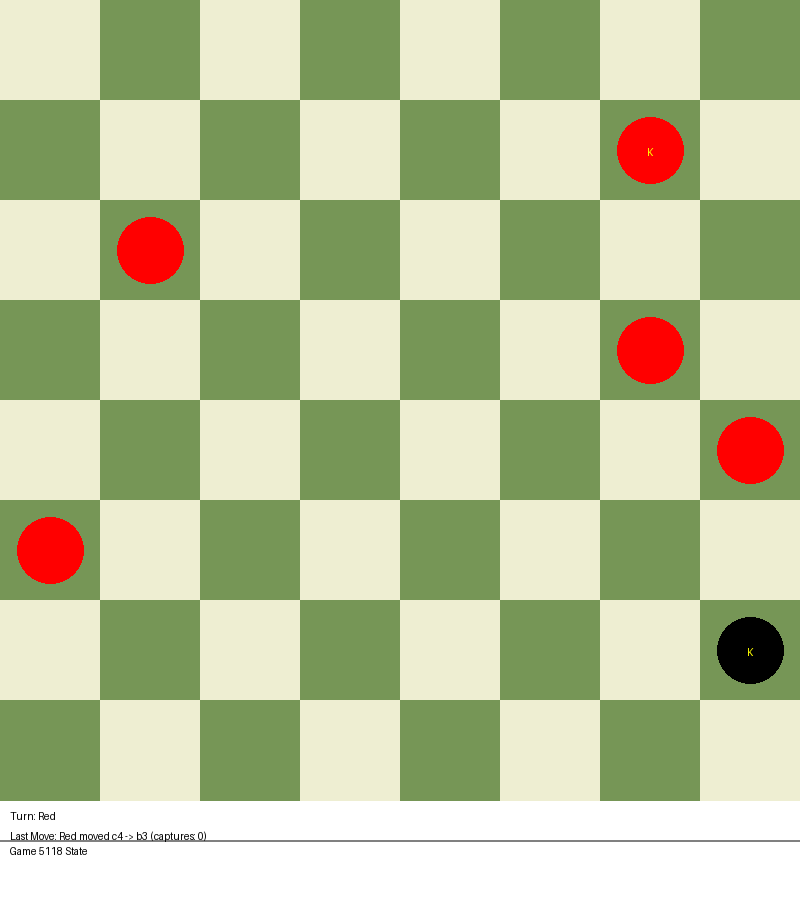 K
K
Turn: Red
Last Move: Red moved c4 -> b3 (captures: 0)
Game 5118 State